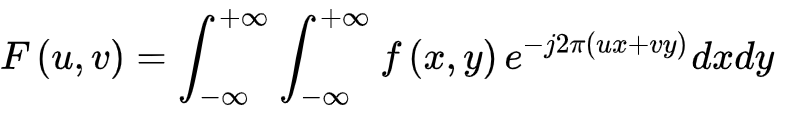 F (u, v) = ∫_{−∞}^{+∞} ∫_{−∞}^{+∞} f (x, y) e^{−j2π(ux+vy)} dxdy